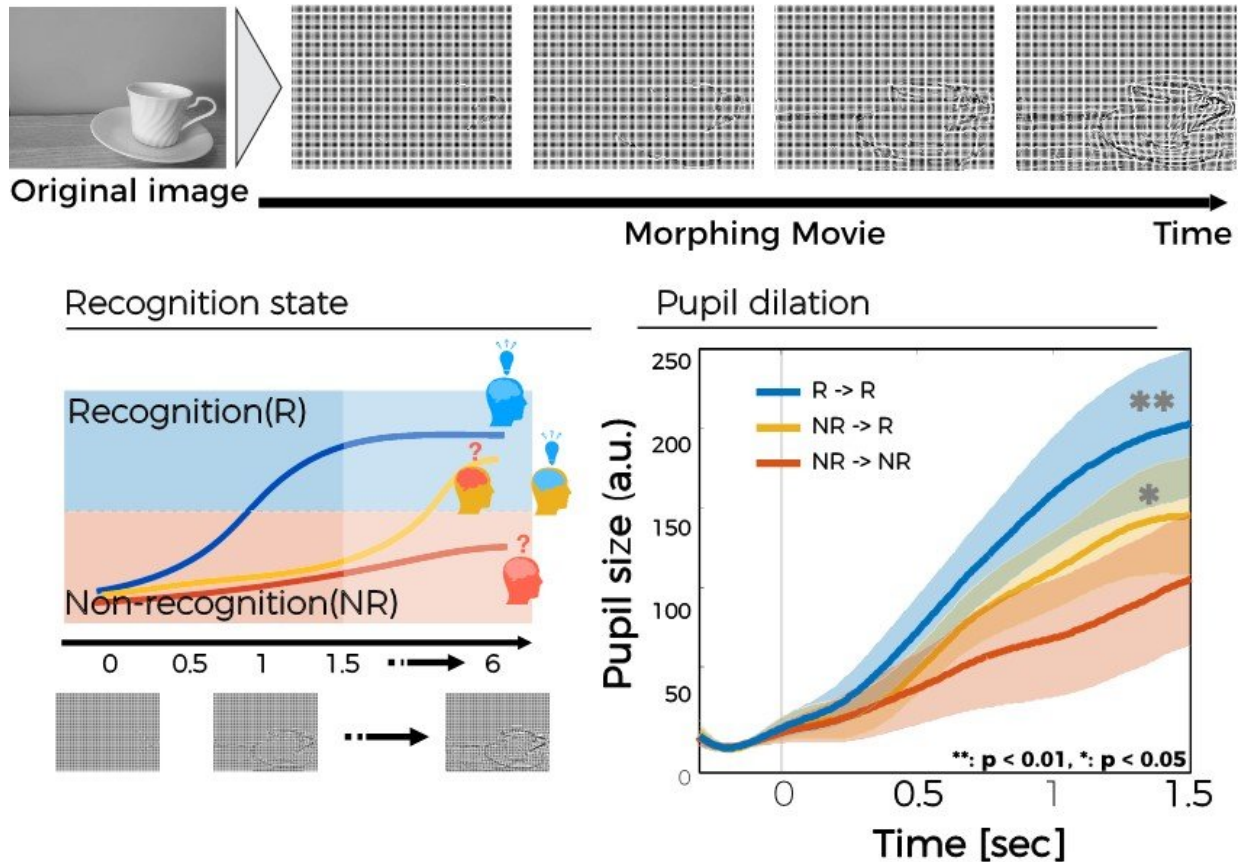 Original image
Morphing Movie
Time
Recognition state
Recognition(R)
?
?
Non-recognition(NR)
0 0.5 1 1.5 6
Pupil dilation
250
200
150
100
50
0
Pupil size (a.u.)
R -> R
NR -> R
NR -> NR
**
*
**: p < 0.01, *: p < 0.05
0 0.5 1 1.5
Time [sec]